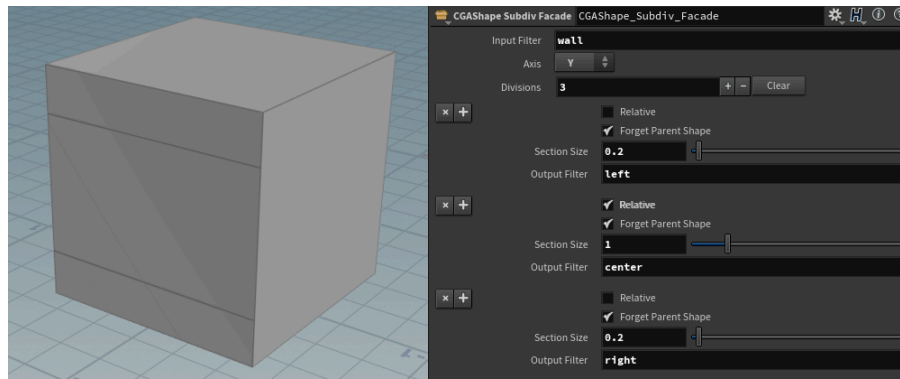 CGAShape Subdiv Facade CGAShape_Subdiv_Facade
Input Filter wall
Axis Y
Divisions 3 + - Clear
Relative
Forget Parent Shape
Section Size 0.2
Output Filter left
Relative
Forget Parent Shape
Section Size 1
Output Filter center
Relative
Forget Parent Shape
Section Size 0.2
Output Filter right